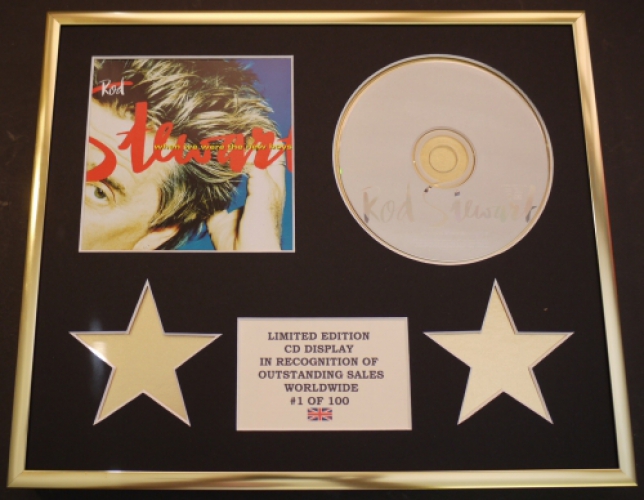 Rod
Stewart
when we were the new boys
Rod Stewart
LIMITED EDITION
CD DISPLAY
IN RECOGNITION OF
OUTSTANDING SALES
WORLDWIDE
#1 OF 100